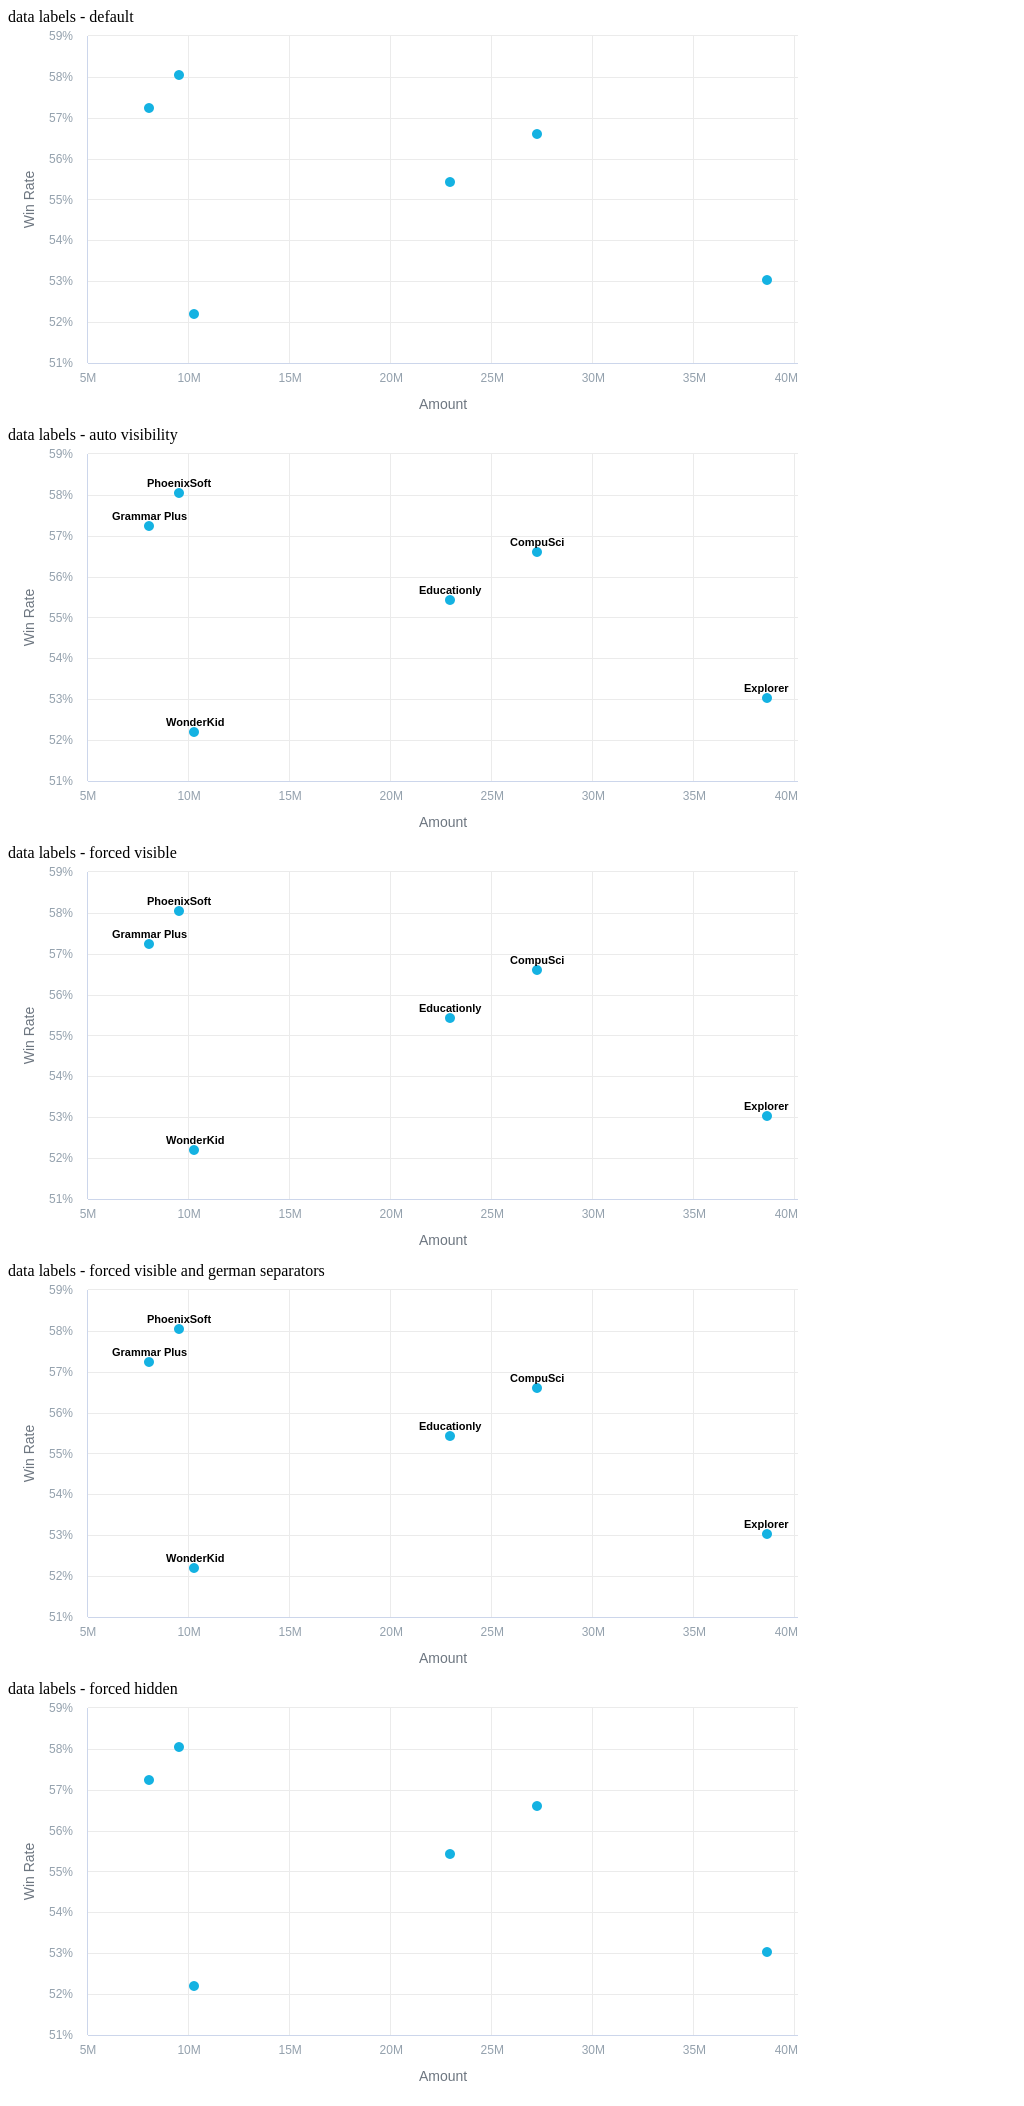 data labels - default
59%
58%
57%
56%
55%
54%
53%
52%
51%
Win Rate
5M 10M 15M 20M 25M 30M 35M 40M
Amount
data labels - auto visibility
59%
PhoenixSoft
58%
Grammar Plus
57%
CompuSci
56%
Educationly
55%
54%
Explorer
53%
WonderKid
52%
51%
Win Rate
5M 10M 15M 20M 25M 30M 35M 40M
Amount
data labels - forced visible
59%
PhoenixSoft
58%
Grammar Plus
57%
CompuSci
56%
Educationly
55%
54%
Explorer
53%
WonderKid
52%
51%
Win Rate
5M 10M 15M 20M 25M 30M 35M 40M
Amount
data labels - forced visible and german separators
59%
PhoenixSoft
58%
Grammar Plus
57%
CompuSci
56%
Educationly
55%
54%
Explorer
53%
WonderKid
52%
51%
Win Rate
5M 10M 15M 20M 25M 30M 35M 40M
Amount
data labels - forced hidden
59%
58%
57%
56%
55%
54%
53%
52%
51%
Win Rate
5M 10M 15M 20M 25M 30M 35M 40M
Amount